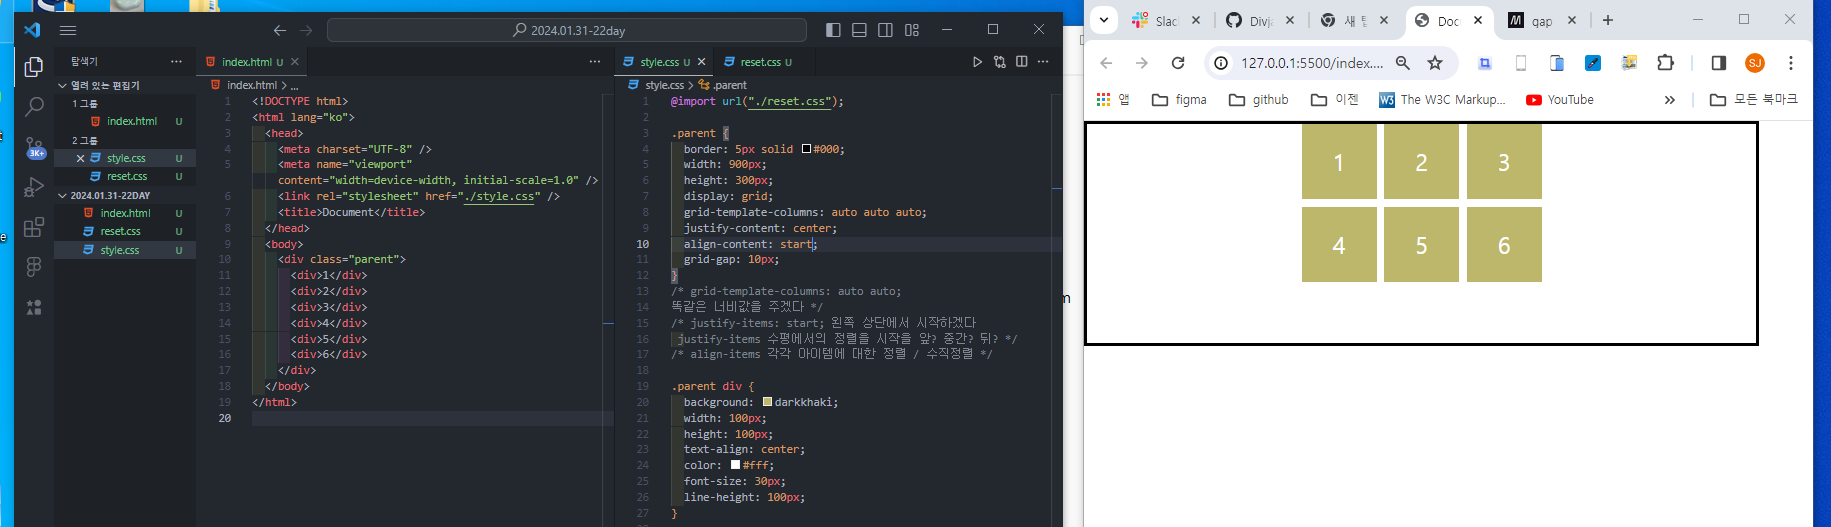 2024.01.31-22day
탐색기
열려 있는 편집기
1 그룹
index.html U
2 그룹
style.css U
reset.css U
2024.01.31-22DAY
index.html U
reset.css U
style.css U
3K+
index.html U
index.html > ...
1 <!DOCTYPE html>
2 <html lang="ko">
3 <head>
4 <meta charset="UTF-8" />
5 <meta name="viewport"
content="width=device-width, initial-scale=1.0" />
6 <link rel="stylesheet" href="./style.css" />
7 <title>Document</title>
8 </head>
9 <body>
10 <div class="parent">
11 <div>1</div>
12 <div>2</div>
13 <div>3</div>
14 <div>4</div>
15 <div>5</div>
16 <div>6</div>
17 </div>
18 </body>
19 </html>
20
style.css U
reset.css U
style.css > .parent
1 @import url("./reset.css");
2
3 .parent {
4 border: 5px solid #000;
5 width: 900px;
6 height: 300px;
7 display: grid;
8 grid-template-columns: auto auto auto;
9 justify-content: center;
10 align-content: start;
11 grid-gap: 10px;
12 }
13 /* grid-template-columns: auto auto;
14 똑같은 너비값을 주겠다 */
15 /* justify-items: start; 왼쪽 상단에서 시작하겠다
16 justify-items 수평에서의 정렬을 시작을 앞? 중간? 뒤? */
17 /* align-items 각각 아이템에 대한 정렬 / 수직정렬 */
18
19 .parent div {
20 background: darkkhaki;
21 width: 100px;
22 height: 100px;
23 text-align: center;
24 color: #fff;
25 font-size: 30px;
26 line-height: 100px;
27 }
Slac
Divja
새 탭
Doc
gap
127.0.0.1:5500/index....
SJ
앱
figma
github
이젠
W3
The W3C Markup...
YouTube
모든 북마크
1 2 3
4 5 6